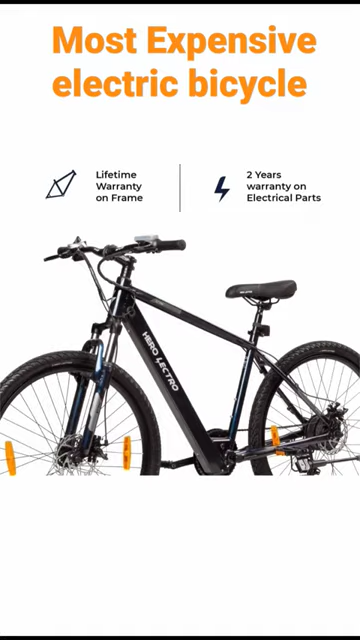 Most Expensive
electric bicycle
Lifetime
Warranty
on Frame
2 Years
warranty on
Electrical Parts
HERO LECTRO